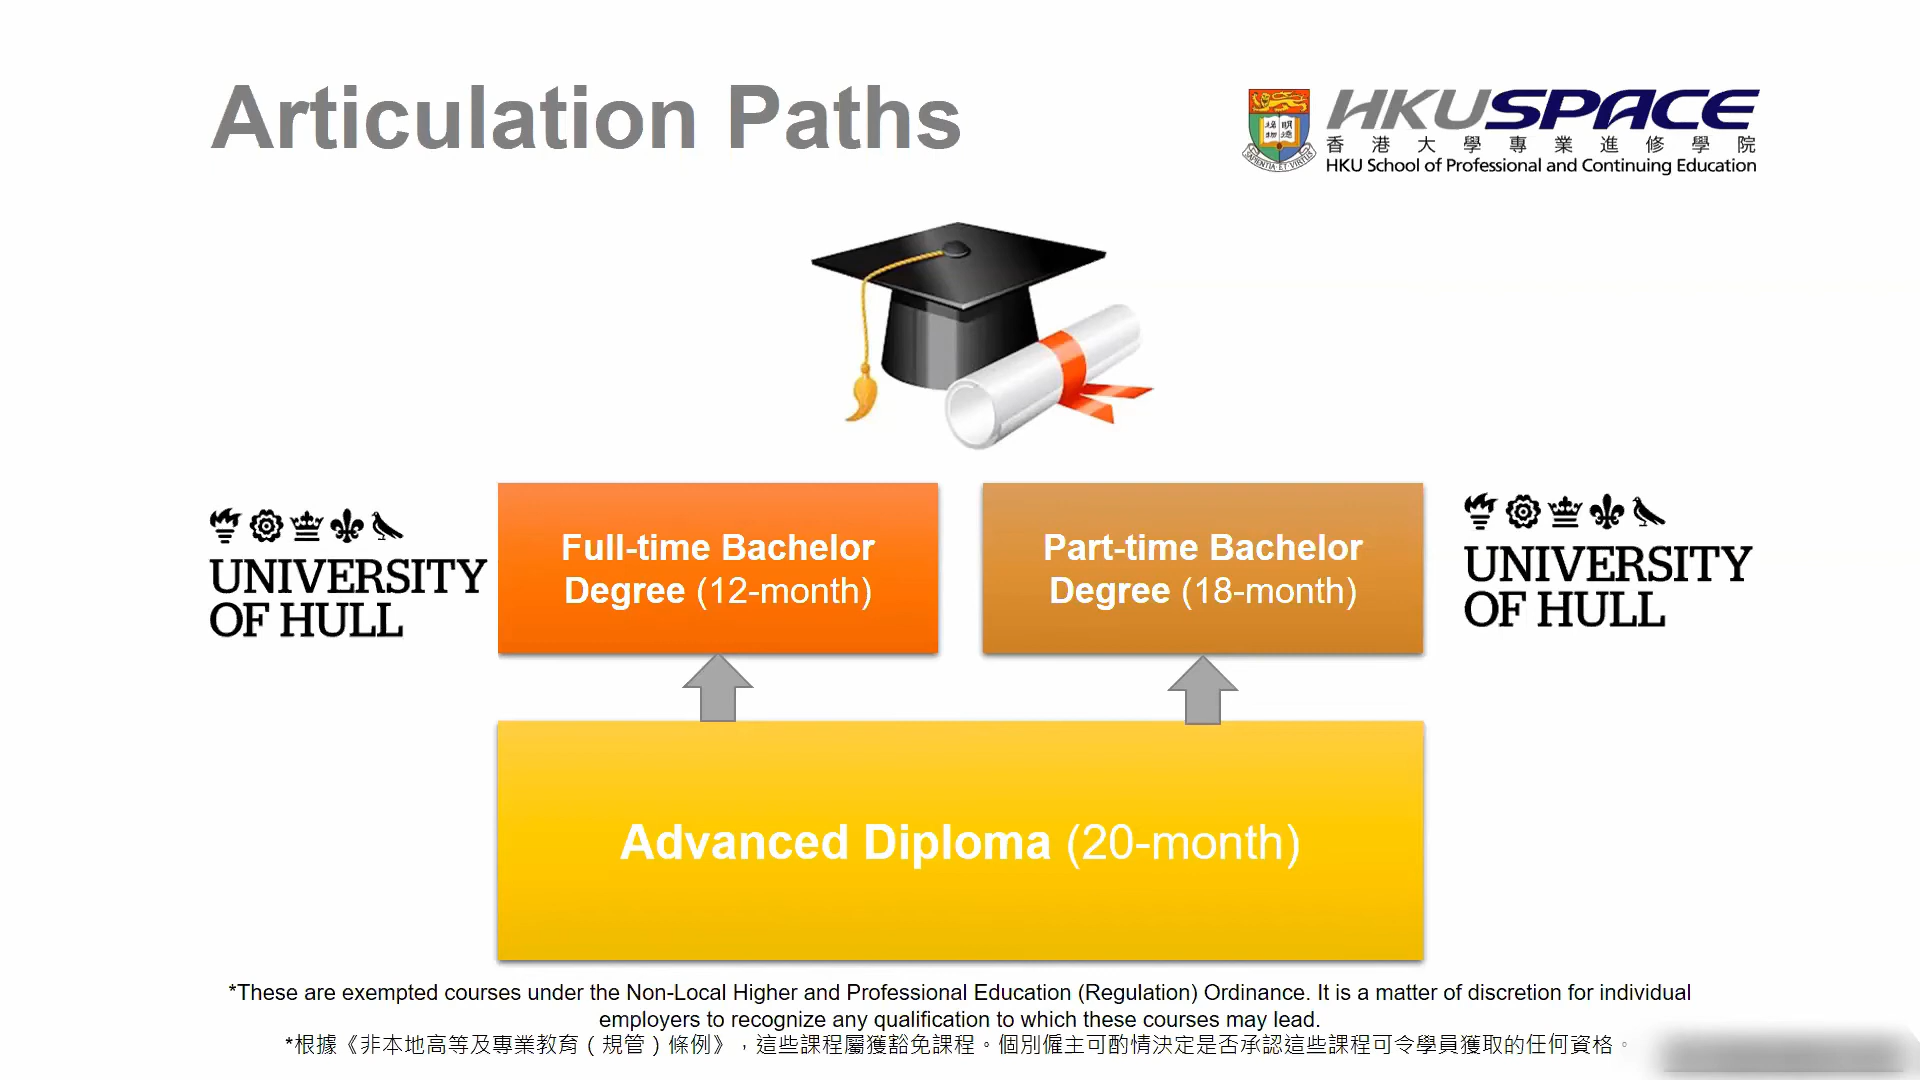 Articulation Paths
HKUSPACE
香港大學專業進修學院
HKU School of Professional and Continuing Education
SAPIENTIA ET VIRTUS
UNIVERSITY
OF HULL
Full-time Bachelor
Degree (12-month)
Part-time Bachelor
Degree (18-month)
UNIVERSITY
OF HULL
Advanced Diploma (20-month)
*These are exempted courses under the Non-Local Higher and Professional Education (Regulation) Ordinance. It is a matter of discretion for individual
employers to recognize any qualification to which these courses may lead.
*根據《非本地高等及專業教育（規管）條例》，這些課程屬獲豁免課程。個別僱主可酌情決定是否承認這些課程可令學員獲取的任何資格。